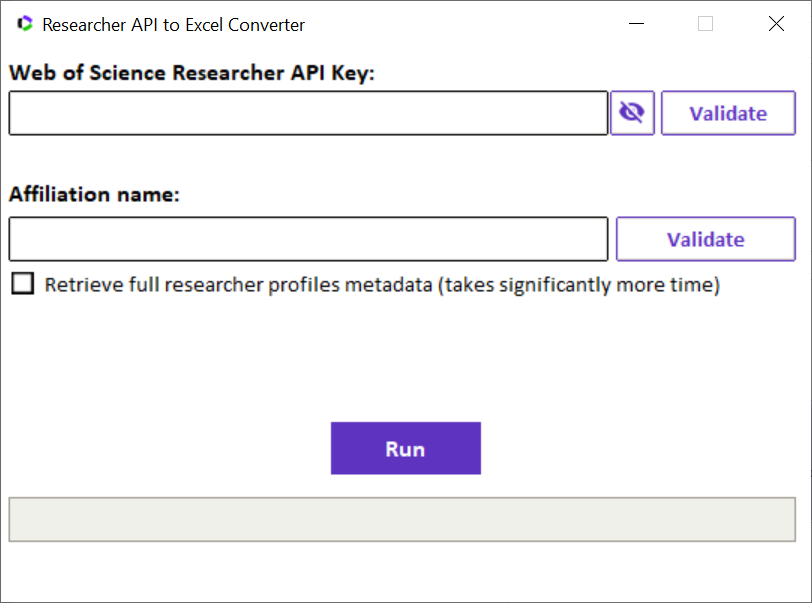 Researcher API to Excel Converter
Web of Science Researcher API Key:
Validate
Affiliation name:
Validate
Retrieve full researcher profiles metadata (takes significantly more time)
Run